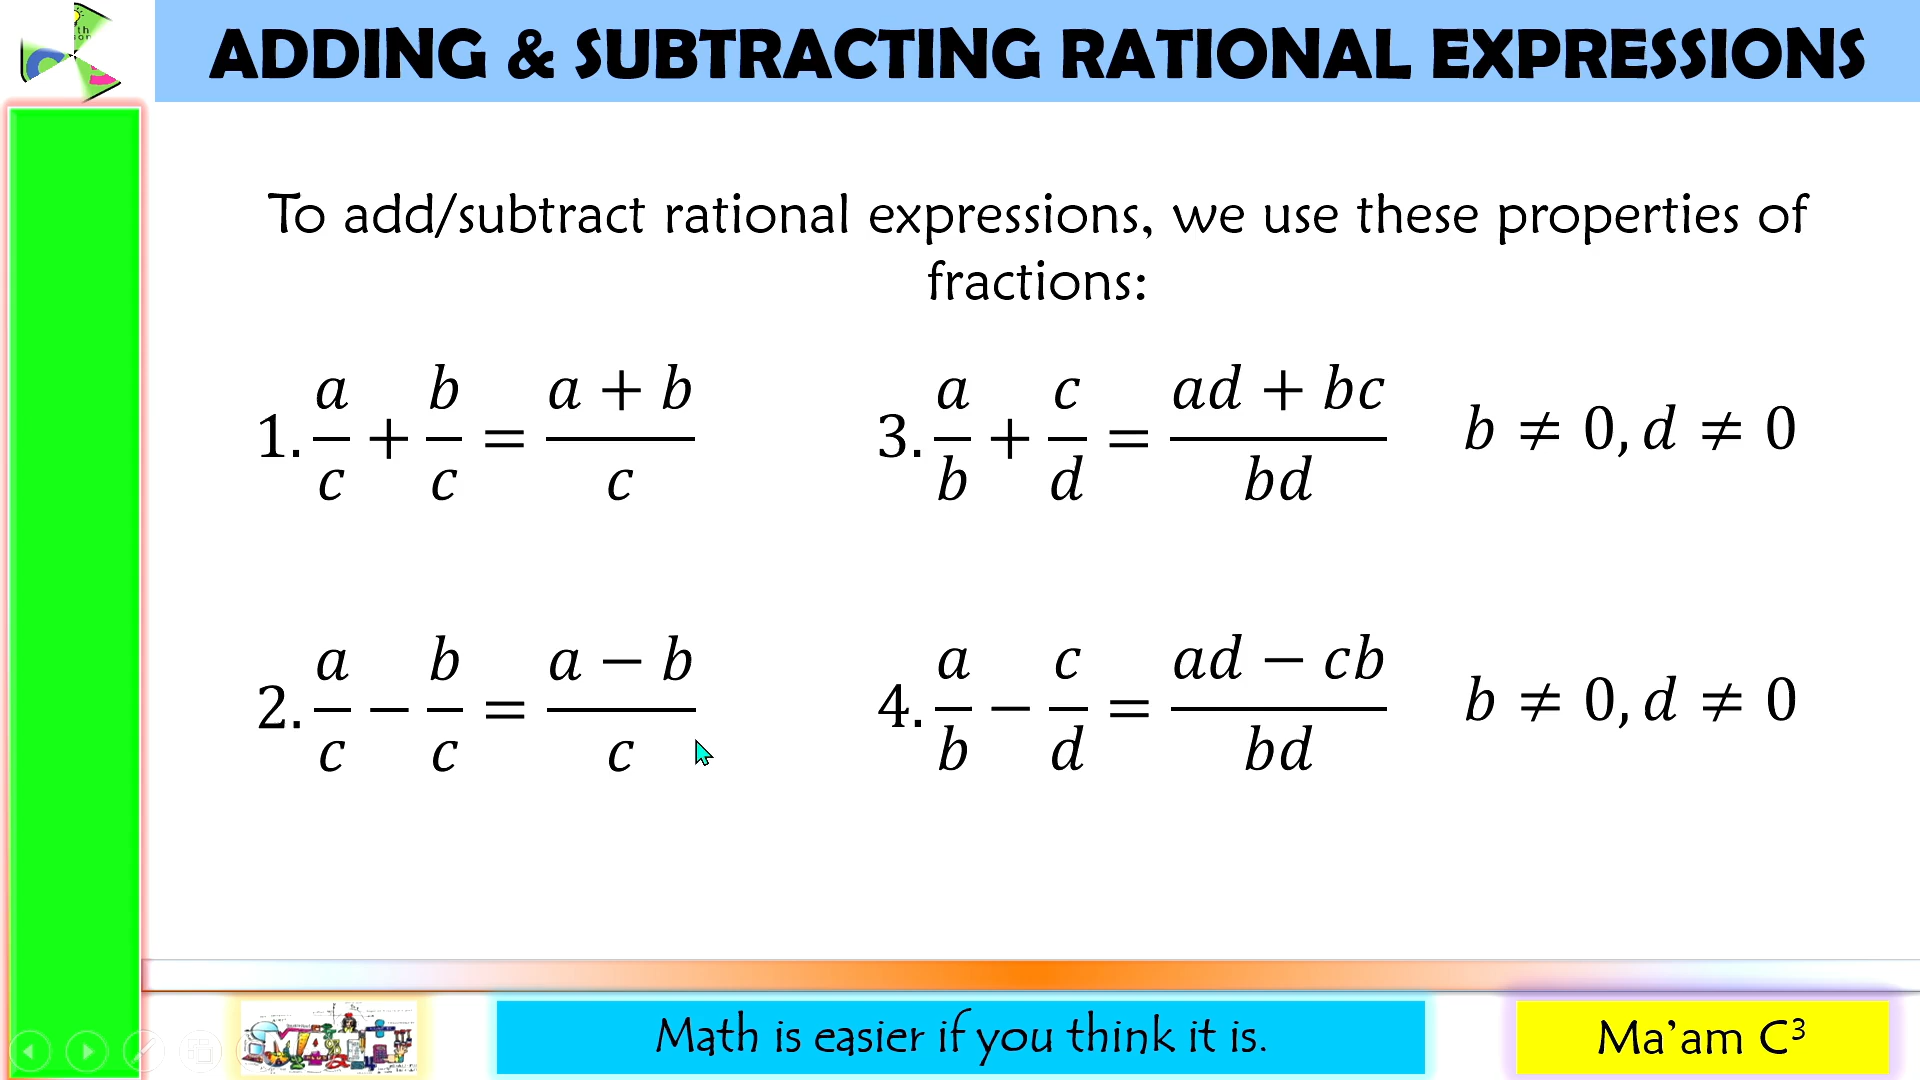 ADDING & SUBTRACTING RATIONAL EXPRESSIONS
To add/subtract rational expressions, we use these properties of
fractions:
1. a/c + b/c = (a + b)/c
3. a/b + c/d = (ad + bc)/bd b ≠ 0, d ≠ 0
2. a/c − b/c = (a − b)/c
4. a/b − c/d = (ad − cb)/bd b ≠ 0, d ≠ 0
MATH
Math is easier if you think it is.
Ma’am C³